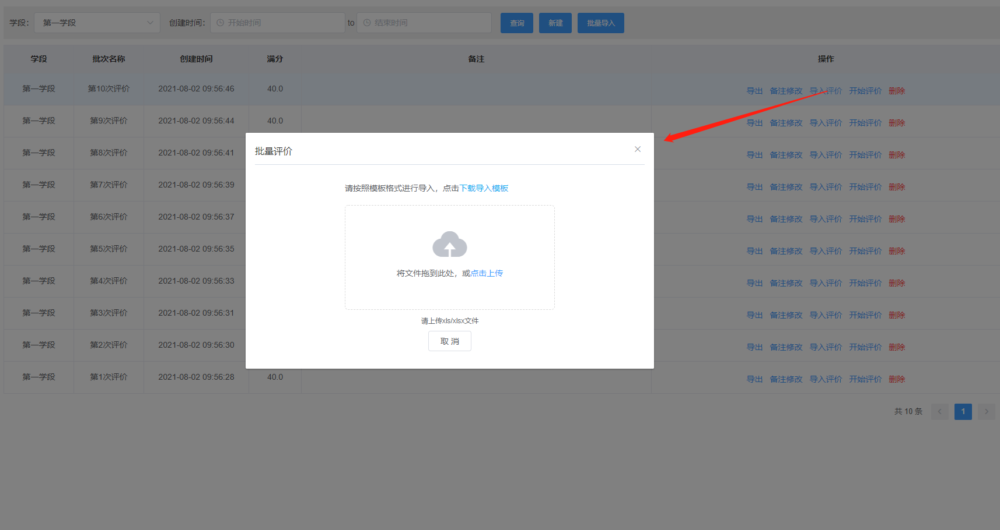 学段： 第一学段 创建时间： 开始时间 to 结束时间 查询 新建 批量导入
学段 批次名称 创建时间 满分 备注 操作
第一学段 第10次评价 2021-08-02 09:56:46 40.0 导出 备注修改 导入评价 开始评价 删除
第一学段 第9次评价 2021-08-02 09:56:44 40.0 导出 备注修改 导入评价 开始评价 删除
第一学段 第8次评价 2021-08-02 09:56:41 导出 备注修改 导入评价 开始评价 删除
第一学段 第7次评价 2021-08-02 09:56:39 导出 备注修改 导入评价 开始评价 删除
第一学段 第6次评价 2021-08-02 09:56:37 导出 备注修改 导入评价 开始评价 删除
第一学段 第5次评价 2021-08-02 09:56:35 导出 备注修改 导入评价 开始评价 删除
第一学段 第4次评价 2021-08-02 09:56:33 导出 备注修改 导入评价 开始评价 删除
第一学段 第3次评价 2021-08-02 09:56:31 导出 备注修改 导入评价 开始评价 删除
第一学段 第2次评价 2021-08-02 09:56:30 导出 备注修改 导入评价 开始评价 删除
第一学段 第1次评价 2021-08-02 09:56:28 40.0 导出 备注修改 导入评价 开始评价 删除
共 10 条 1
批量评价
请按照模板格式进行导入，点击下载导入模板
将文件拖到此处，或点击上传
请上传xls/xlsx文件
取 消